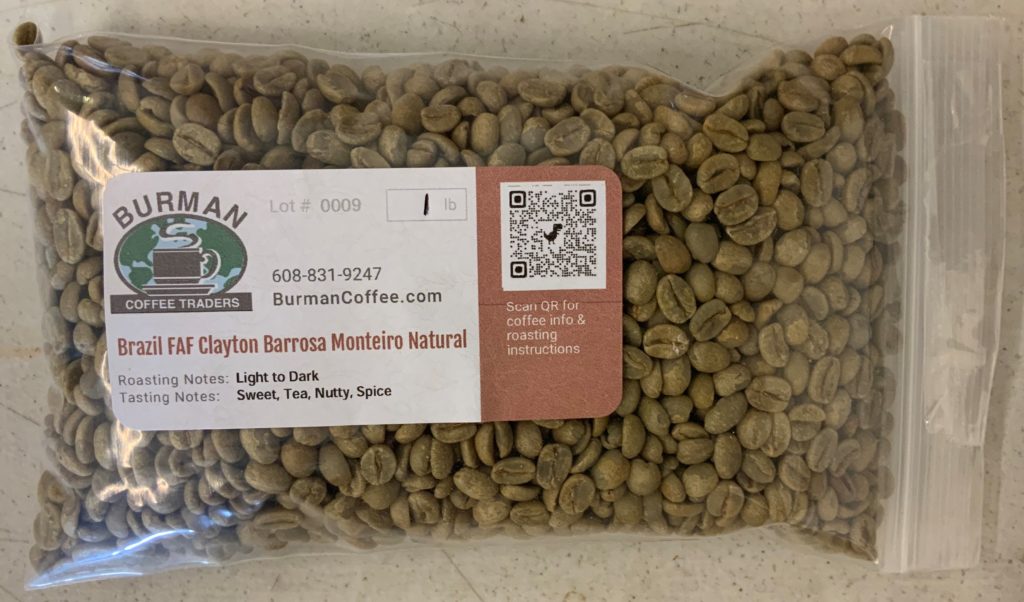 BURMAN
COFFEE TRADERS
Lot # 0009
1 lb
608-831-9247
BurmanCoffee.com
Brazil FAF Clayton Barrosa Monteiro Natural
Roasting Notes: Light to Dark
Tasting Notes: Sweet, Tea, Nutty, Spice
Scan QR for
coffee info &
roasting
instructions